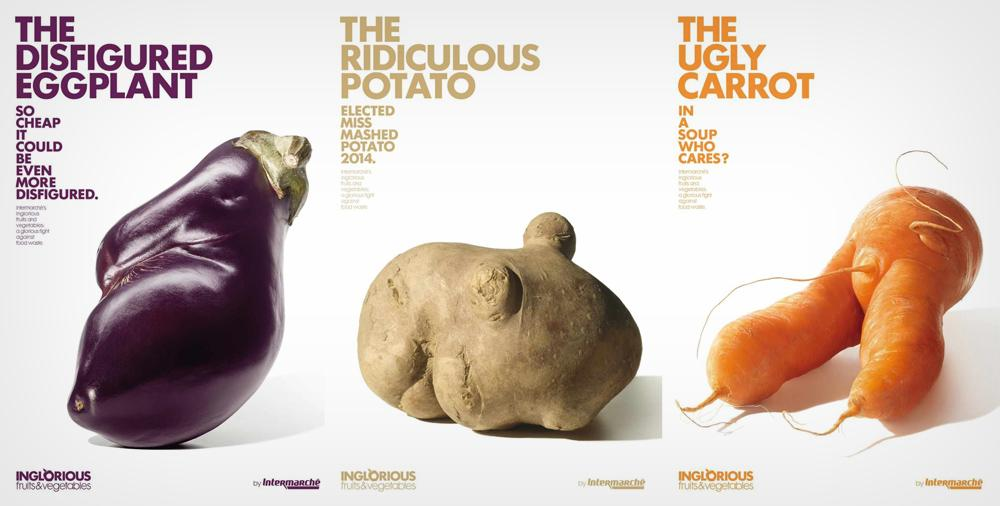 THE
DISFIGURED
EGGPLANT
SO
CHEAP
IT
COULD
BE
EVEN
MORE
DISFIGURED.
Intermarché's
inglorious
fruits and
vegetables:
a glorious fight
against
food waste.
INGLORIOUS
fruits&vegetables
by Intermarché
THE
RIDICULOUS
POTATO
ELECTED
MISS
MASHED
POTATO
2014.
Intermarché's
inglorious
fruits and
vegetables:
a glorious fight
against
food waste.
INGLORIOUS
fruits&vegetables
by Intermarché
THE
UGLY
CARROT
IN
A
SOUP
WHO
CARES?
Intermarché's
inglorious
fruits and
vegetables:
a glorious fight
against
food waste.
INGLORIOUS
fruits&vegetables
by Intermarché